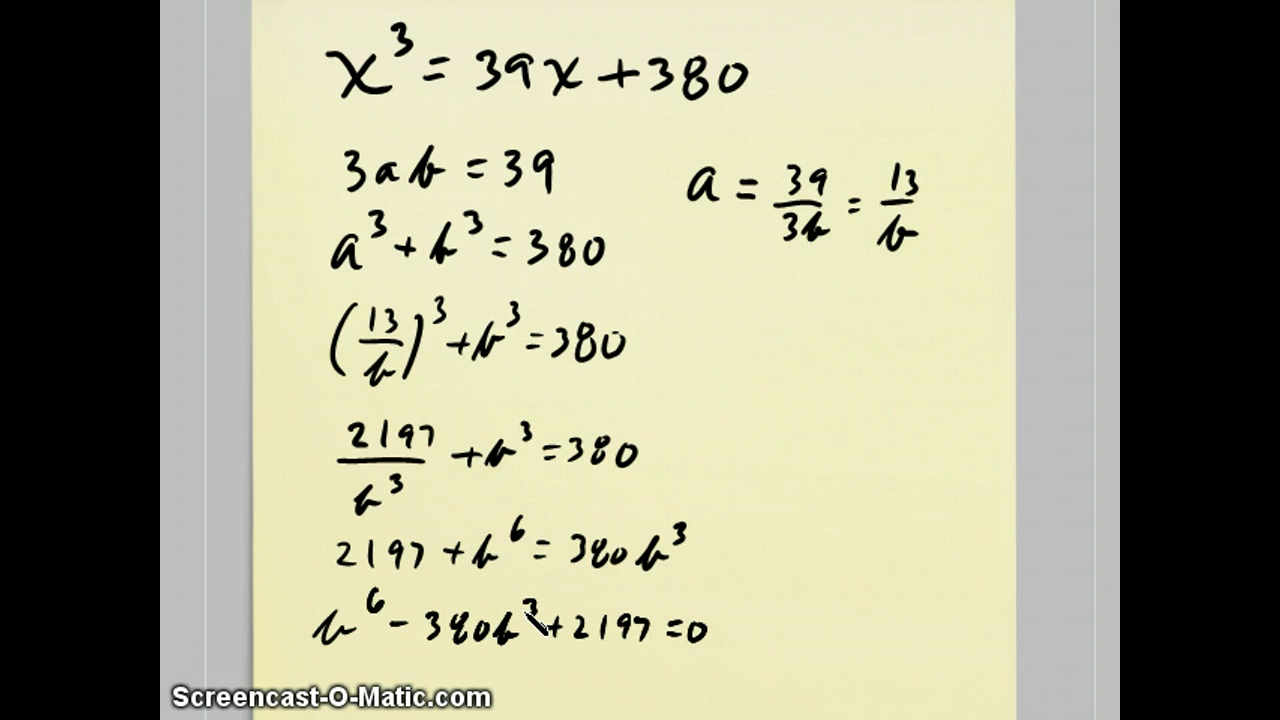 x³ = 39x + 380
3ab = 39
a = 39/3b = 13/b
a³ + b³ = 380
(13/b)³ + b³ = 380
2197/b³ + b³ = 380
2197 + b⁶ = 380b³
b⁶ - 380b³ + 2197 = 0
Screencast-O-Matic.com